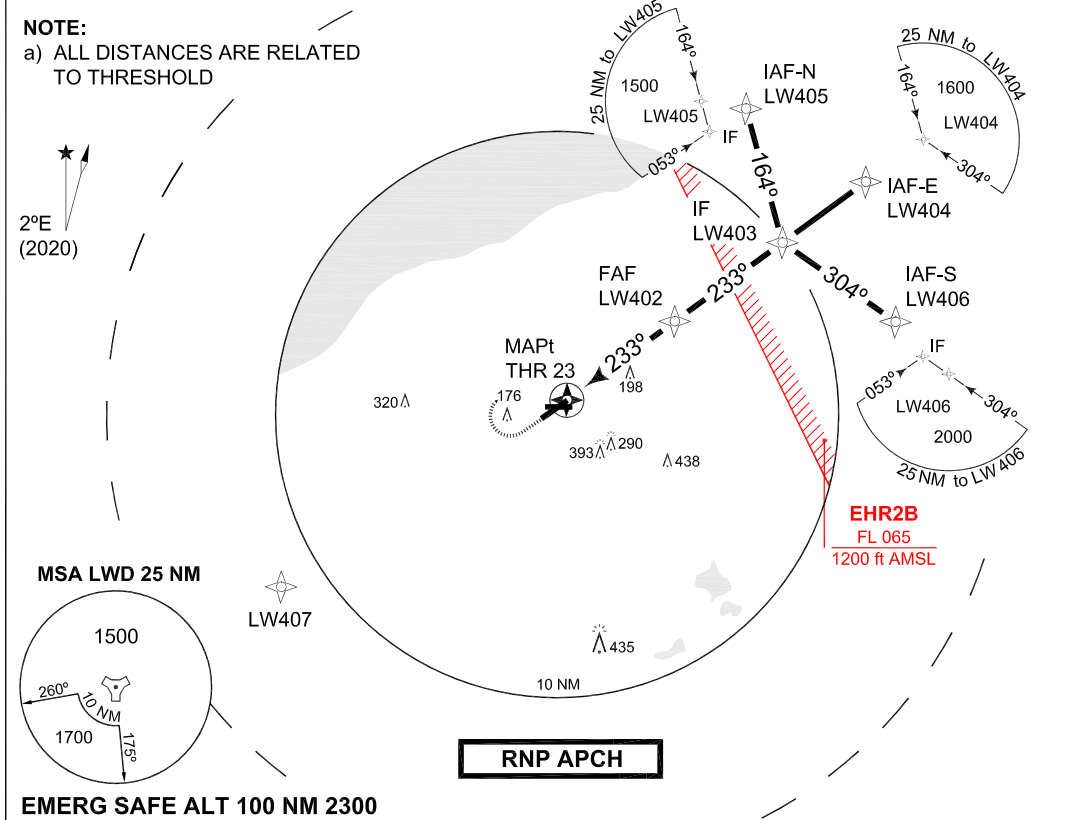 NOTE:
a) ALL DISTANCES ARE RELATED
TO THRESHOLD
25 NM to LW405
164º
1500
LW405
IF
053º
IAF-N
LW405
25 NM to LW404
164º
1600
LW404
304º
2ºE
(2020)
164º
IAF-E
LW404
IF
LW403
FAF
LW402
233º
304º
IAF-S
LW406
MAPt
THR 23
233º
198
176
320
393
290
438
IF
053º
LW406
304º
2000
25 NM to LW 406
EHR2B
FL 065
1200 ft AMSL
MSA LWD 25 NM
1500
260º
10 NM
1700
175º
LW407
435
10 NM
RNP APCH
EMERG SAFE ALT 100 NM 2300